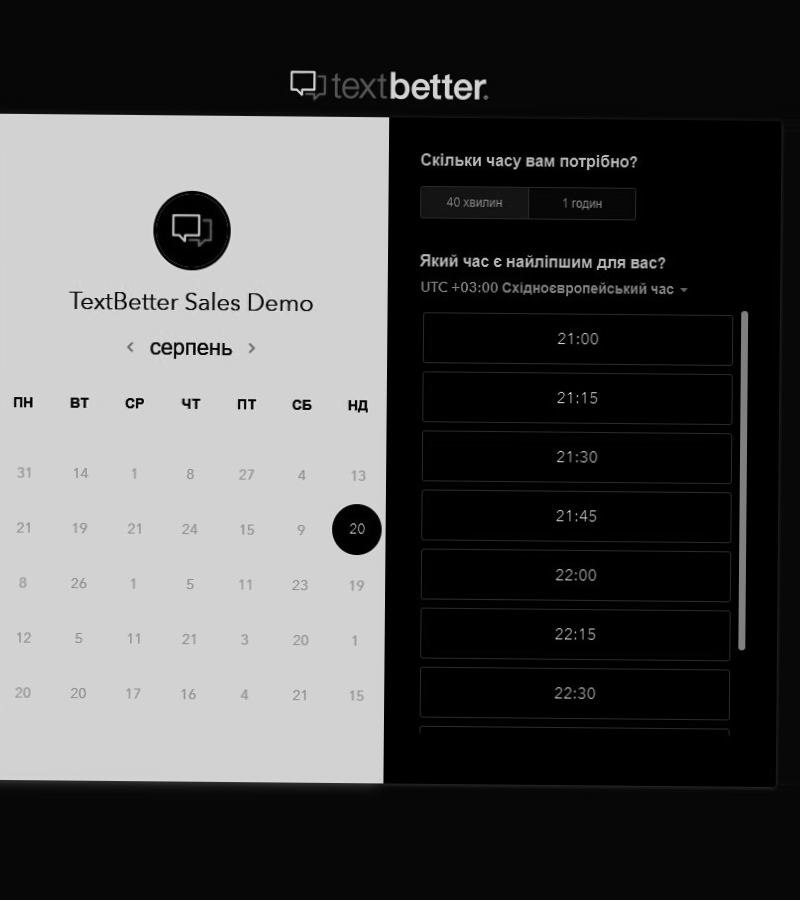 textbetter.
TextBetter Sales Demo
серпень
ПН ВТ СР ЧТ ПТ СБ НД
31 14 1 8 27 4 13
21 19 21 24 15 9 20
8 26 1 5 11 23 19
12 5 11 21 3 20 1
20 20 17 16 4 21 15
Скільки часу вам потрібно?
40 хвилин 1 годин
Який час є найліпшим для вас?
UTC +03:00 Східноєвропейський час
21:00
21:15
21:30
21:45
22:00
22:15
22:30